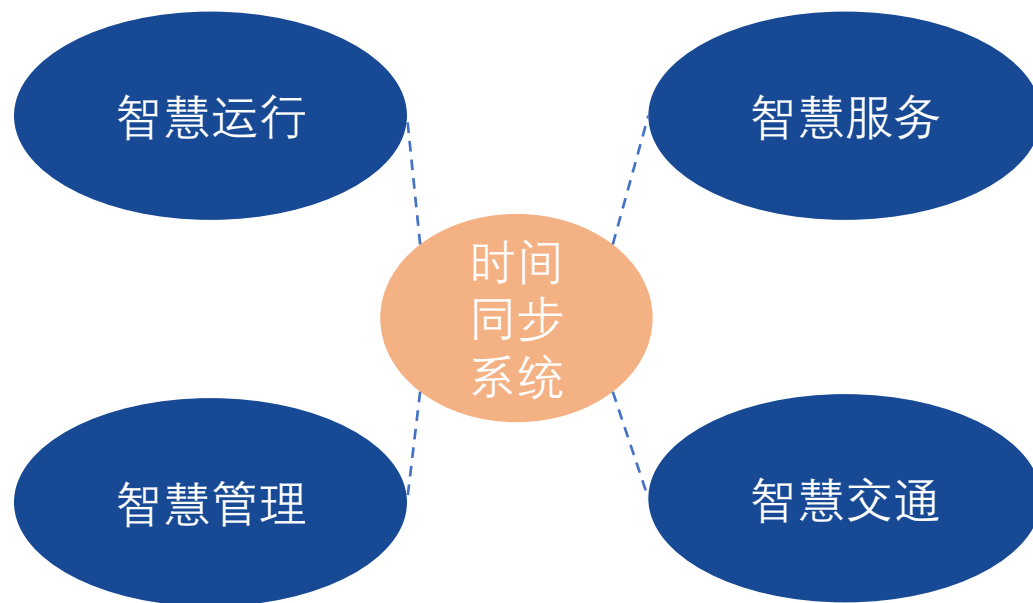 智慧运行
智慧服务
时间
同步
系统
智慧管理
智慧交通